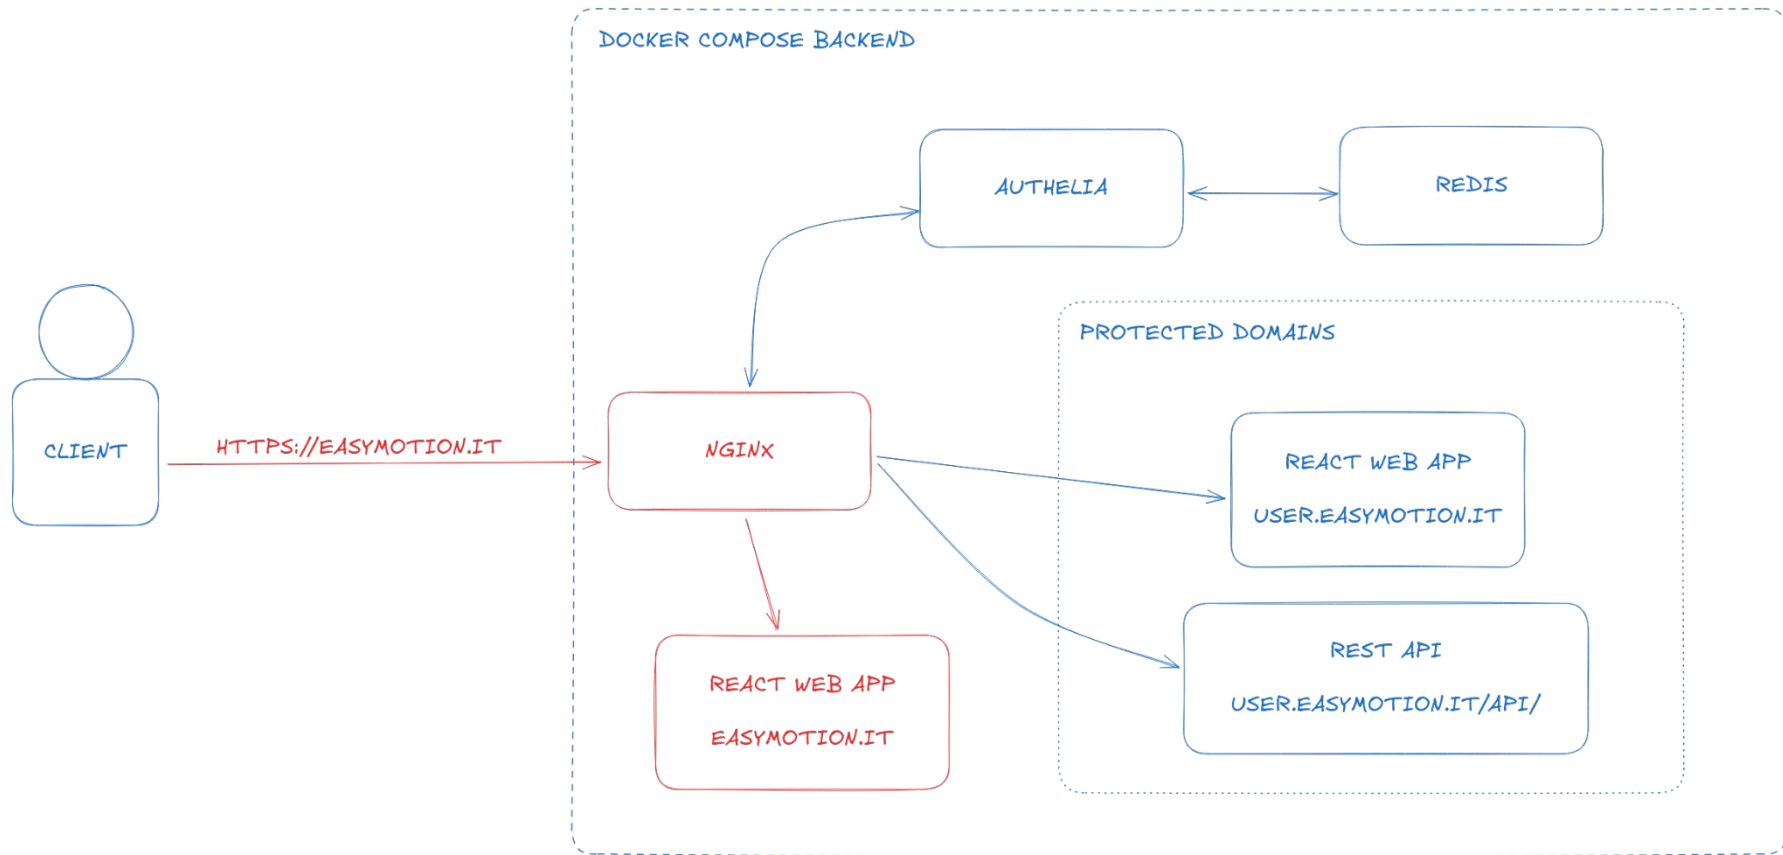 DOCKER COMPOSE BACKEND
AUTHELIA
REDIS
PROTECTED DOMAINS
CLIENT
HTTPS://EASYMOTION.IT
NGINX
REACT WEB APP
USER.EASYMOTION.IT
REST API
USER.EASYMOTION.IT/API/
REACT WEB APP
EASYMOTION.IT